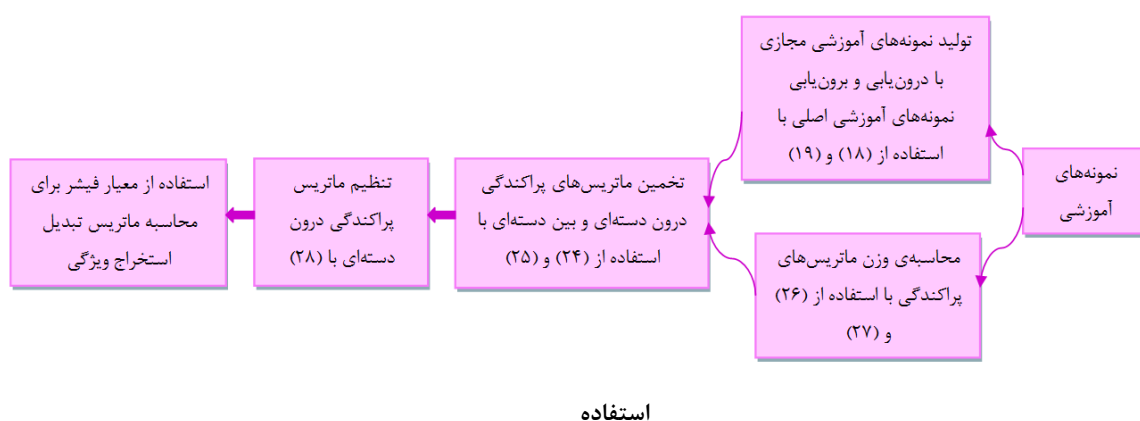 نمونه‌های
آموزشی
تولید نمونه‌های آموزشی مجازی
با درون‌یابی و برون‌یابی
نمونه‌های آموزشی اصلی با
استفاده از (۱۸) و (۱۹)
محاسبه‌ی وزن ماتریس‌های
پراکندگی با استفاده از (۲۶)
و (۲۷)
تخمین ماتریس‌های پراکندگی
درون دسته‌ای و بین دسته‌ای با
استفاده از (۲۴) و (۲۵)
تنظیم ماتریس
پراکندگی درون
دسته‌ای با (۲۸)
استفاده از معیار فیشر برای
محاسبه ماتریس تبدیل
استخراج ویژگی
استفاده